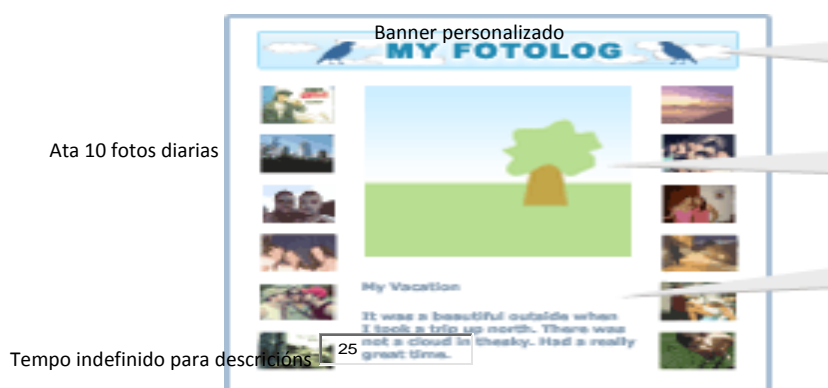 Banner personalizado
MY FOTOLOG
Ata 10 fotos diarias
My Vacation
It was a beautiful outside when
I took a trip up north. There was
not a cloud in thesky. Had a really
great time.
Tempo indefinido para descricións
25